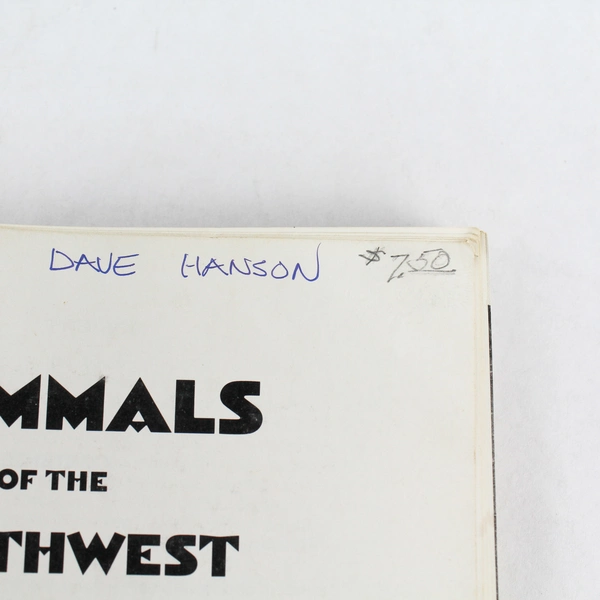 DAVE HANSON $7.50
MMALS
OF THE
THWEST